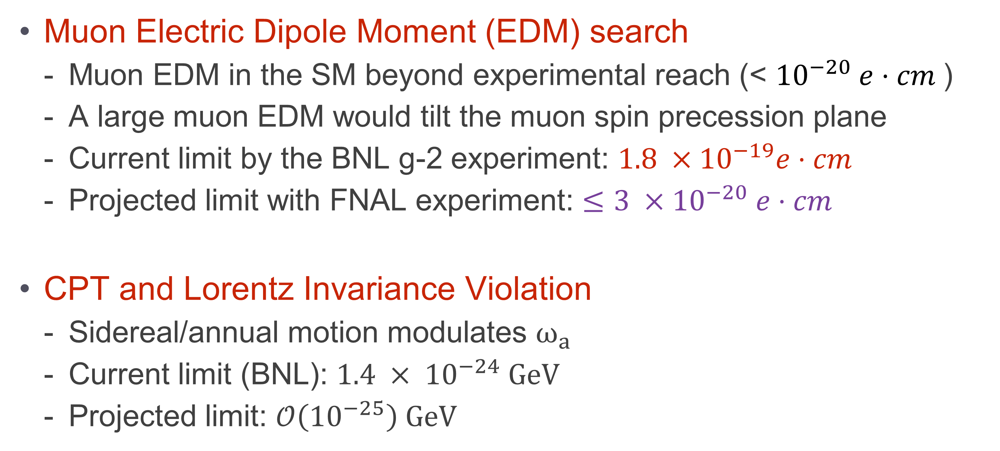 • Muon Electric Dipole Moment (EDM) search
- Muon EDM in the SM beyond experimental reach (< 10⁻²⁰ e · cm )
- A large muon EDM would tilt the muon spin precession plane
- Current limit by the BNL g-2 experiment: 1.8 × 10⁻¹⁹ e · cm
- Projected limit with FNAL experiment: ≤ 3 × 10⁻²⁰ e · cm
• CPT and Lorentz Invariance Violation
- Sidereal/annual motion modulates ωₐ
- Current limit (BNL): 1.4 × 10⁻²⁴ GeV
- Projected limit: 𝒪(10⁻²⁵) GeV